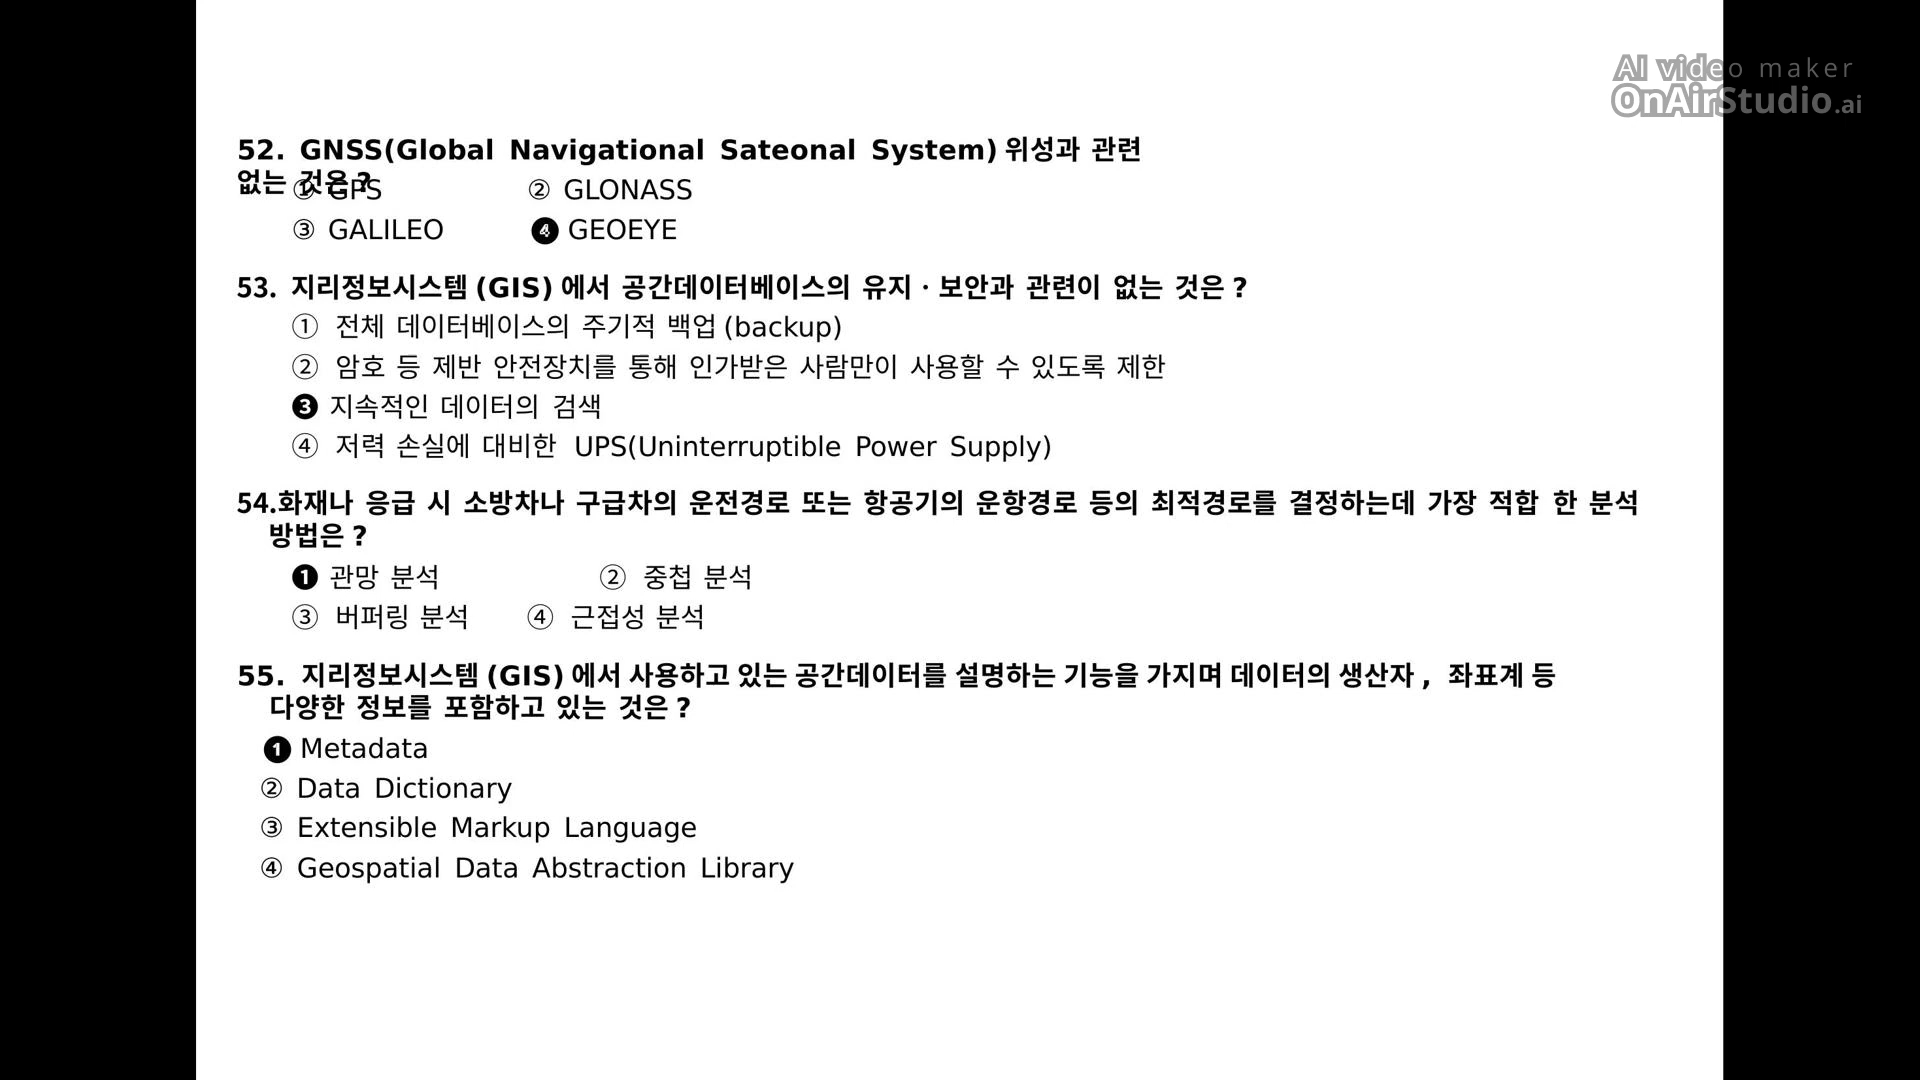 AI video maker
OnAirStudio.ai
52. GNSS(Global Navigational Sateonal System)위성과 관련
없는 것은?
① GPS ② GLONASS
③ GALILEO ❹ GEOEYE
53. 지리정보시스템(GIS)에서 공간데이터베이스의 유지·보안과 관련이 없는 것은?
① 전체 데이터베이스의 주기적 백업(backup)
② 암호 등 제반 안전장치를 통해 인가받은 사람만이 사용할 수 있도록 제한
❸ 지속적인 데이터의 검색
④ 저력 손실에 대비한 UPS(Uninterruptible Power Supply)
54.화재나 응급 시 소방차나 구급차의 운전경로 또는 항공기의 운항경로 등의 최적경로를 결정하는데 가장 적합 한 분석
방법은?
❶ 관망 분석 ② 중첩 분석
③ 버퍼링 분석 ④ 근접성 분석
55. 지리정보시스템(GIS)에서 사용하고 있는 공간데이터를 설명하는 기능을 가지며 데이터의 생산자, 좌표계 등
다양한 정보를 포함하고 있는 것은?
❶ Metadata
② Data Dictionary
③ Extensible Markup Language
④ Geospatial Data Abstraction Library